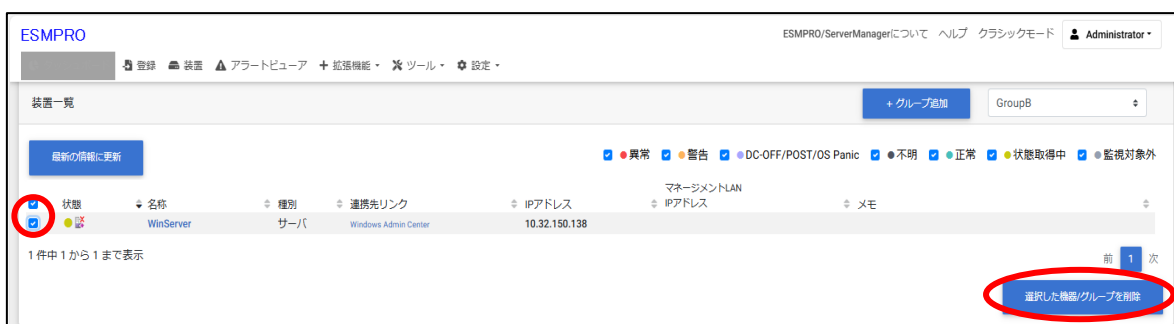 ESMPRO
ESMPRO/ServerManagerについて ヘルプ クラシックモード Administrator
登録 装置 アラートビューア 拡張機能 ツール 設定
装置一覧
+ グループ追加 GroupB
最新の情報に更新
異常 警告 DC-OFF/POST/OS Panic 不明 正常 状態取得中 監視対象外
状態 名称 種別 連携先リンク IPアドレス マネージメントLAN IPアドレス メモ
WinServer サーバ Windows Admin Center 10.32.150.138
1 件中 1 から 1 まで表示
前 1 次
選択した機器/グループを削除